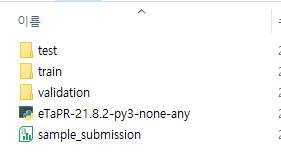 이름
test
train
validation
eTaPR-21.8.2-py3-none-any
sample_submission